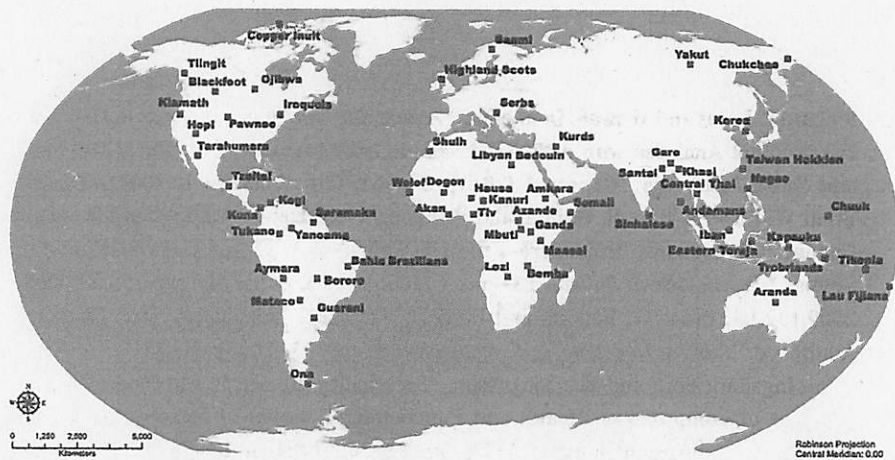 Copper Inuit
Saami
Yakut
Chukchee
Tlingit
Highland Scots
Ojibwa
Blackfoot
Klamath
Iroquois
Serbs
Korea
Hopi
Pawnee
Kurds
Shulh
Tarahumara
Libyan Bedouin
Garo
Taiwan Hokkien
Santal
Khasi
Tzeltal
Wolof
Dogon
Hausa
Amhara
Central Thai
Kogi
Kanuri
Somali
Chuuk
Kuna
Saramaka
Akan
Tiv
Azande
Andamans
Ganda
Sinhalese
Iban
Kapauku
Tukano
Yanoama
Mbuti
Maasai
Eastern Toraja
Tikopia
Bahia Brazilians
Trobriands
Aymara
Bororo
Lozi
Bemba
Aranda
Lau Fijians
Mataco
Guarani
Ona
N
W E
S
0 1,250 2,500 5,000
Kilometers
Robinson Projection
Central Meridian: 0.00